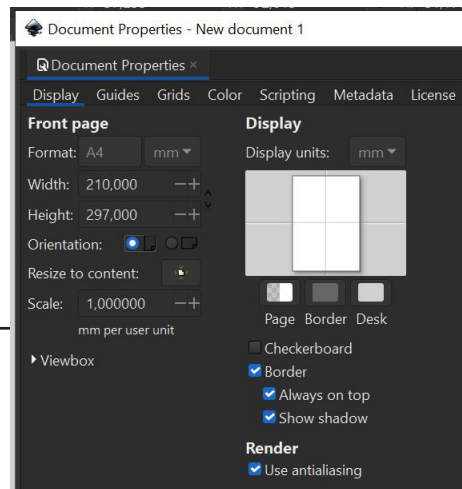 Document Properties - New document 1
Document Properties ×
Display Guides Grids Color Scripting Metadata License
Front page
Format: A4 mm
Width: 210,000
Height: 297,000
Orientation:
Resize to content:
Scale: 1,000000
mm per user unit
Viewbox
Display
Display units: mm
Page Border Desk
Checkerboard
Border
Always on top
Show shadow
Render
Use antialiasing